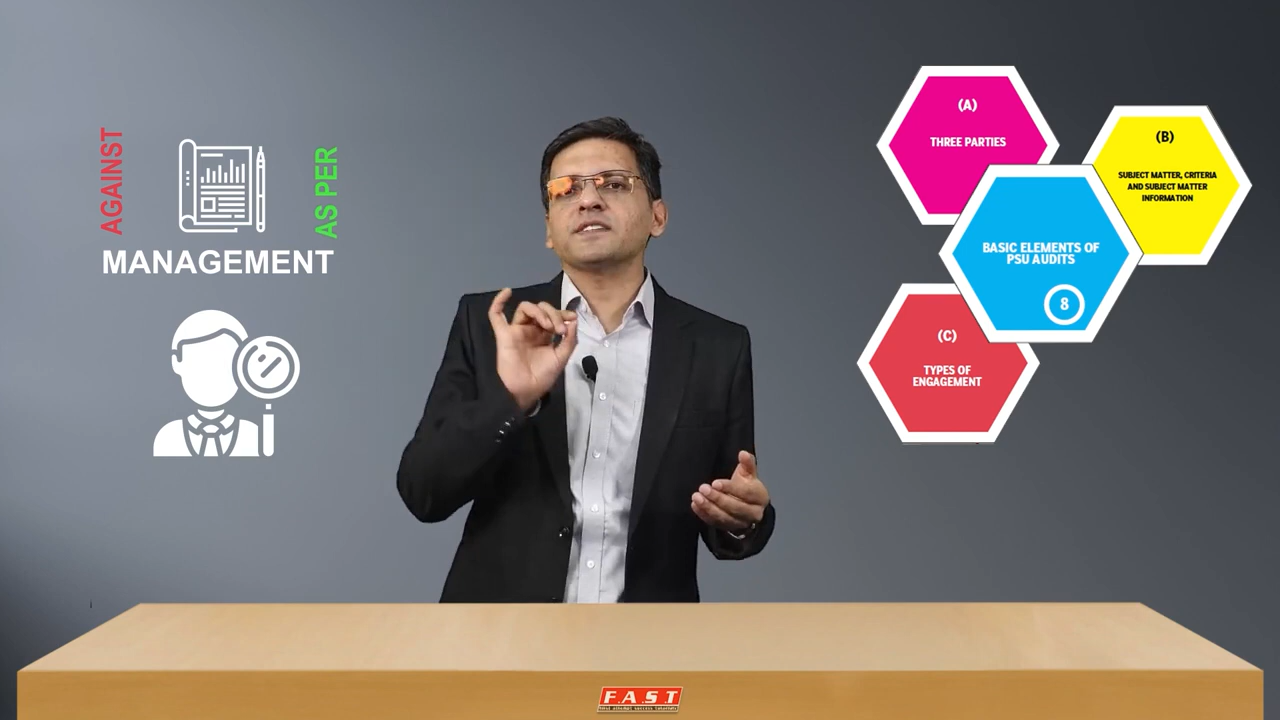 AGAINST
AS PER
MANAGEMENT
(A)
THREE PARTIES
(B)
SUBJECT MATTER, CRITERIA
AND SUBJECT MATTER
INFORMATION
BASIC ELEMENTS OF
PSU AUDITS
8
(C)
TYPES OF
ENGAGEMENT
F.A.S.T